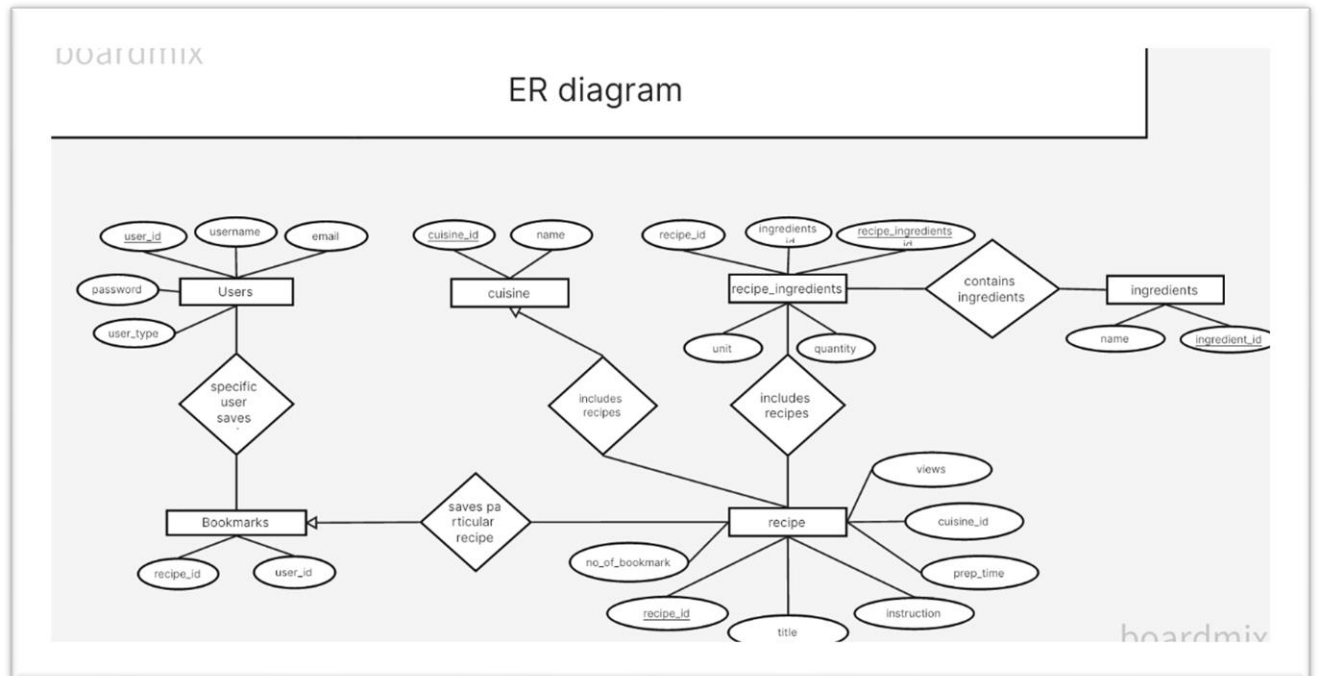 boardmix
ER diagram
user_id
username
email
cuisine_id
name
recipe_id
ingredients
id
recipe_ingredients
id
password
Users
cuisine
recipe_ingredients
contains
ingredients
ingredients
user_type
unit
quantity
name
ingredient_id
specific
user
saves
includes
recipes
includes
recipes
views
Bookmarks
saves pa
rticular
recipe
recipe
cuisine_id
no_of_bookmark
recipe_id
user_id
prep_time
recipe_id
title
instruction
boardmix